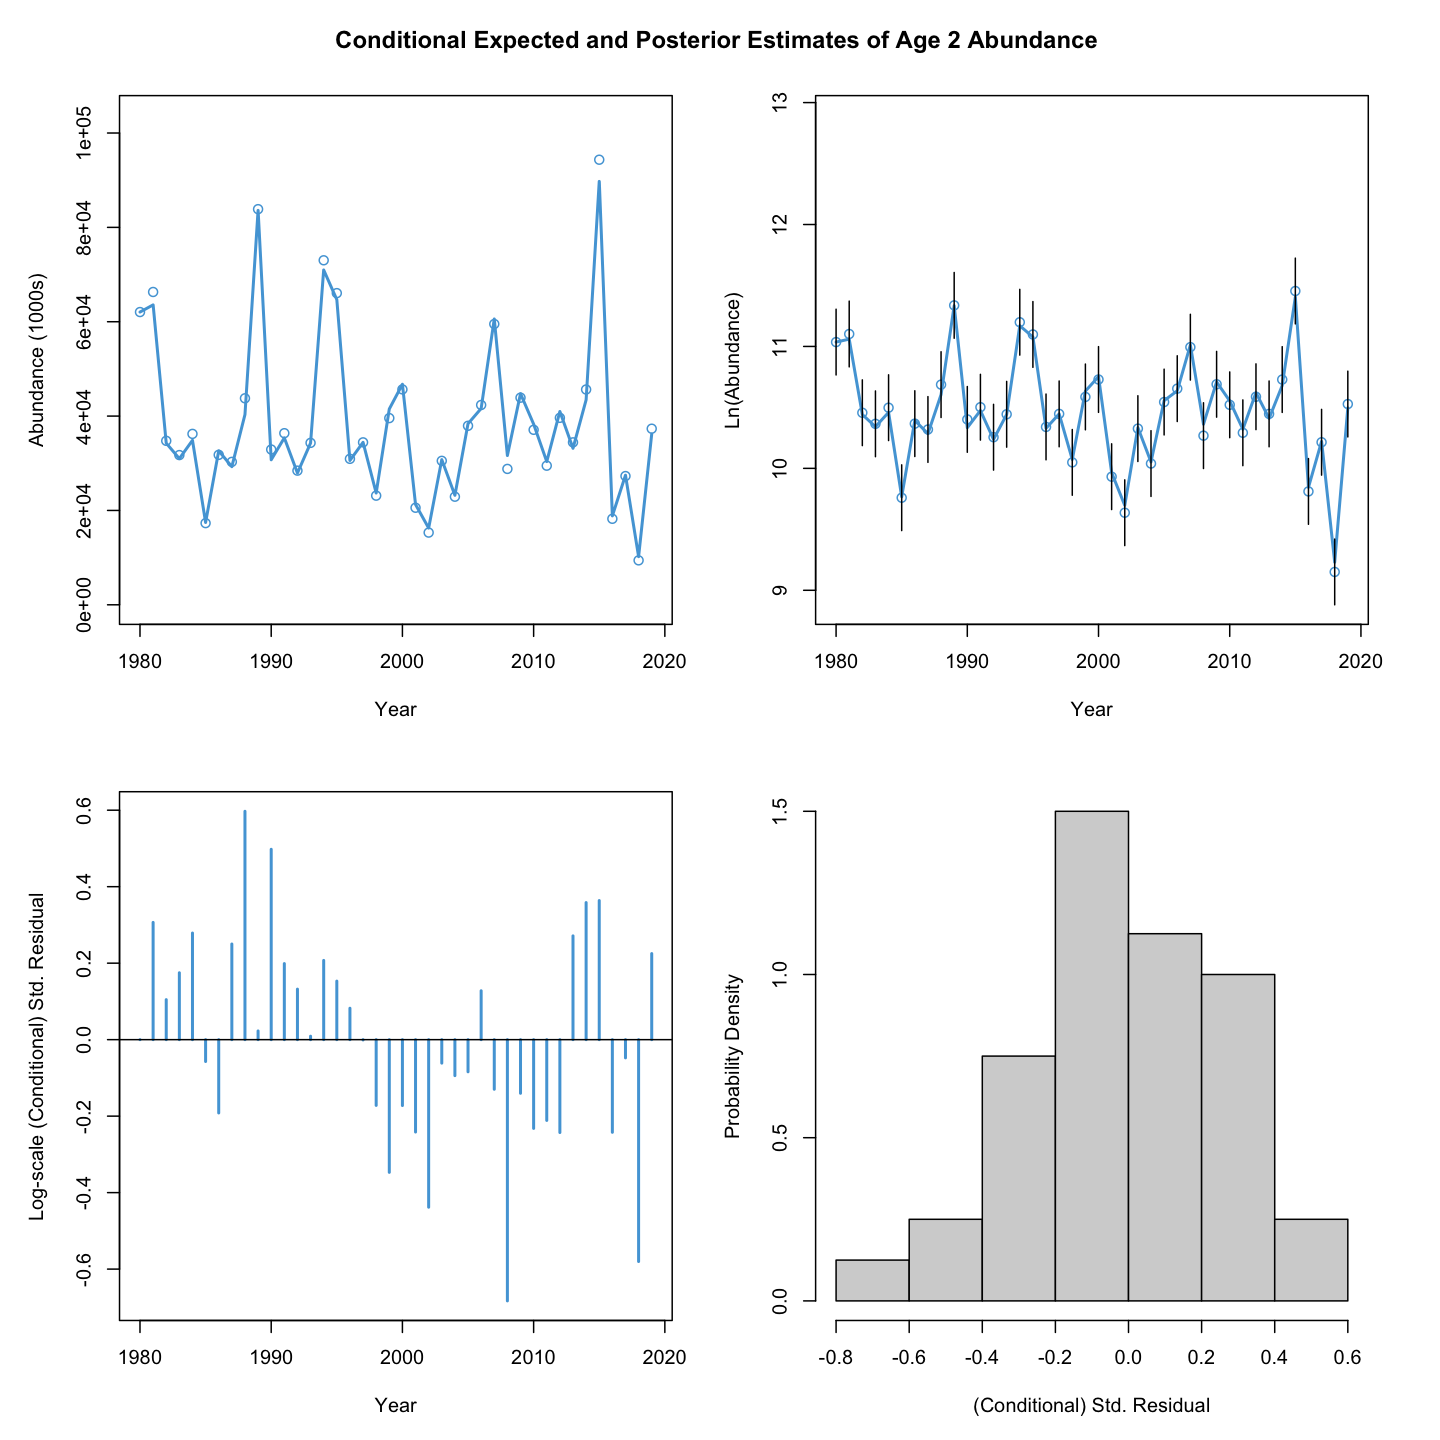 Conditional Expected and Posterior Estimates of Age 2 Abundance
Abundance (1000s)
1e+05
8e+04
6e+04
4e+04
2e+04
0e+00
1980 1990 2000 2010 2020
Year
Ln(Abundance)
13
12
11
10
9
1980 1990 2000 2010 2020
Year
Log-scale (Conditional) Std. Residual
0.6
0.4
0.2
0.0
-0.2
-0.4
-0.6
1980 1990 2000 2010 2020
Year
Probability Density
1.5
1.0
0.5
0.0
-0.8 -0.6 -0.4 -0.2 0.0 0.2 0.4 0.6
(Conditional) Std. Residual